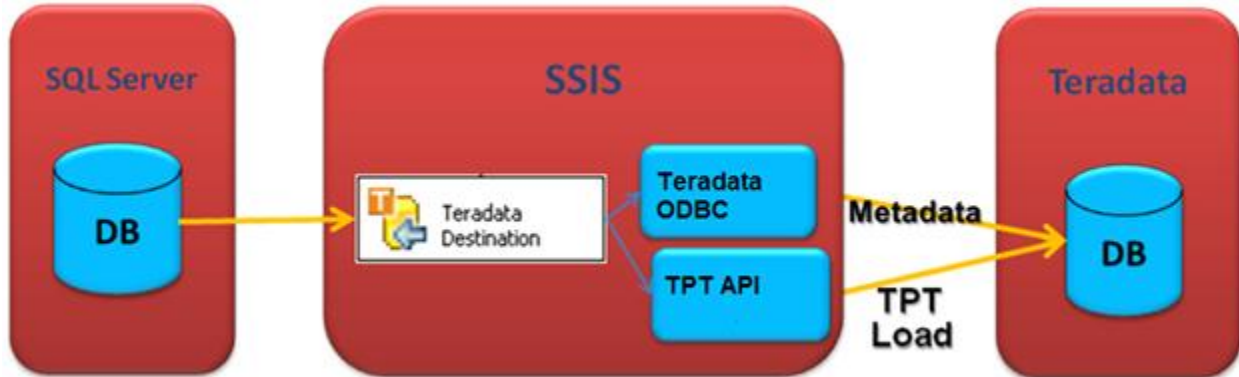 SQL Server
DB
SSIS
T
Teradata
Destination
Teradata
ODBC
TPT API
Metadata
TPT
Load
Teradata
DB